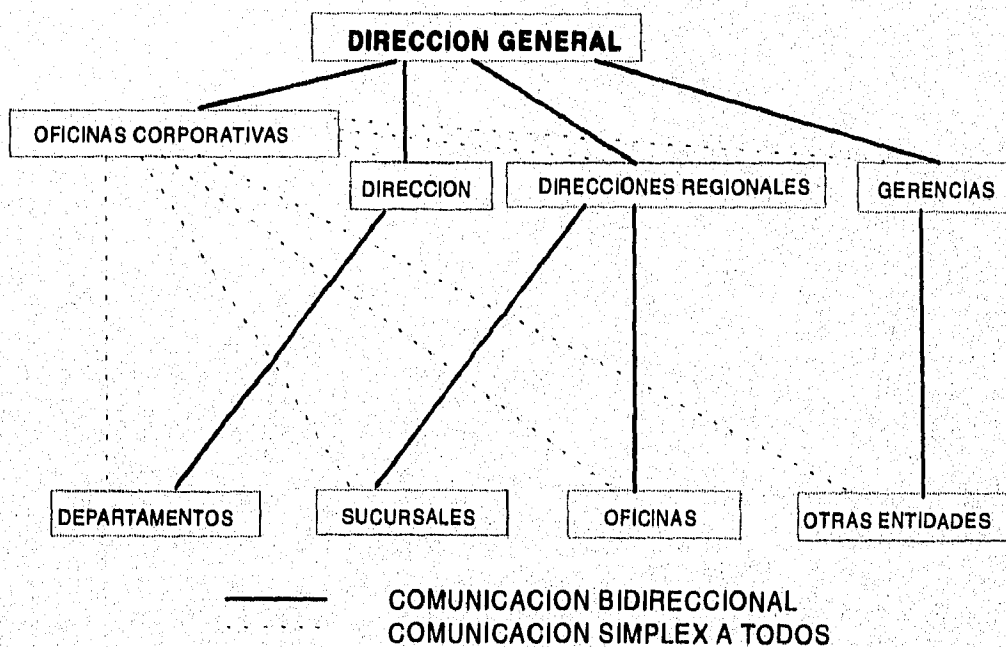 DIRECCION GENERAL
OFICINAS CORPORATIVAS
DIRECCION
DIRECCIONES REGIONALES
GERENCIAS
DEPARTAMENTOS
SUCURSALES
OFICINAS
OTRAS ENTIDADES
COMUNICACION BIDIRECCIONAL
COMUNICACION SIMPLEX A TODOS